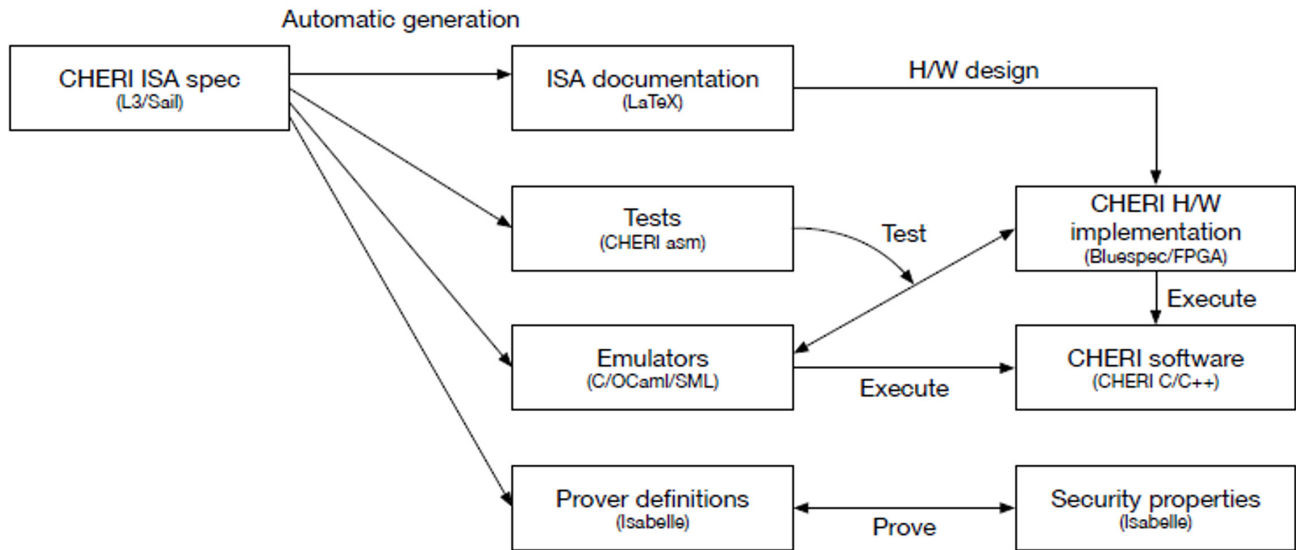 Automatic generation
CHERI ISA spec
(L3/Sail)
ISA documentation
(LaTeX)
H/W design
Tests
(CHERI asm)
Test
CHERI H/W
implementation
(Bluespec/FPGA)
Execute
Emulators
(C/OCaml/SML)
Execute
CHERI software
(CHERI C/C++)
Prover definitions
(Isabelle)
Prove
Security properties
(Isabelle)